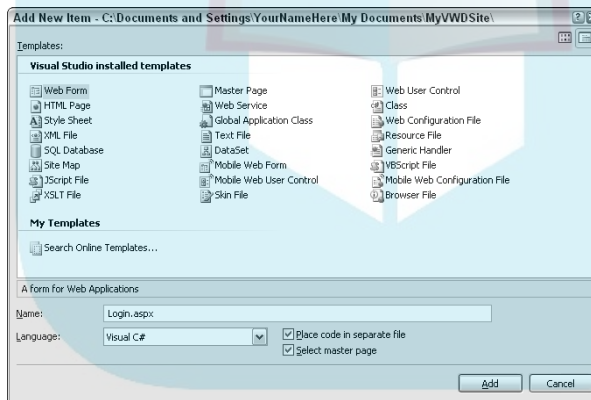 Add New Item - C:\Documents and Settings\YourNameHere\My Documents\MyVWDSite\
Templates:
Visual Studio installed templates
Web Form
Master Page
Web User Control
HTML Page
Web Service
Class
Style Sheet
Global Application Class
Web Configuration File
XML File
Text File
Resource File
SQL Database
DataSet
Generic Handler
Site Map
Mobile Web Form
VBScript File
JScript File
Mobile Web User Control
Mobile Web Configuration File
XSLT File
Skin File
Browser File
My Templates
Search Online Templates...
A form for Web Applications
Name:
Login.aspx
Language:
Visual C#
Place code in separate file
Select master page
Add
Cancel